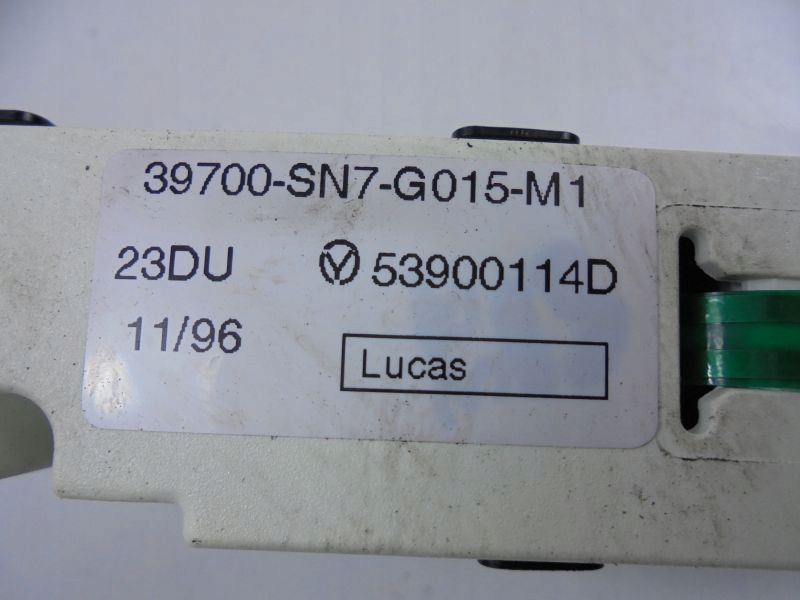 39700-SN7-G015-M1
23DU Ⓨ 53900114D
11/96
Lucas